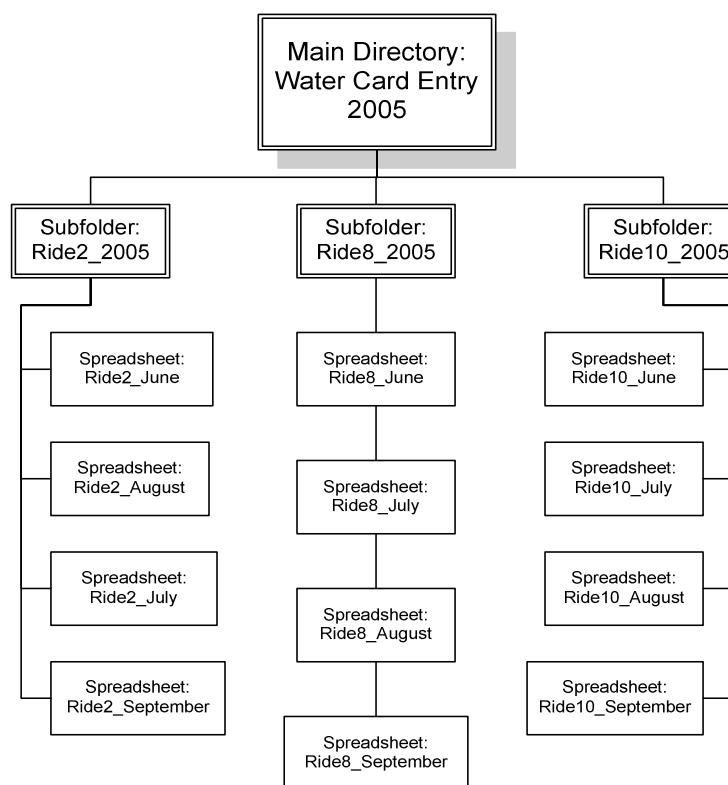 Main Directory:
Water Card Entry
2005
Subfolder:
Ride2_2005
Subfolder:
Ride8_2005
Subfolder:
Ride10_2005
Spreadsheet:
Ride2_June
Spreadsheet:
Ride2_August
Spreadsheet:
Ride2_July
Spreadsheet:
Ride2_September
Spreadsheet:
Ride8_June
Spreadsheet:
Ride8_July
Spreadsheet:
Ride8_August
Spreadsheet:
Ride8_September
Spreadsheet:
Ride10_June
Spreadsheet:
Ride10_July
Spreadsheet:
Ride10_August
Spreadsheet:
Ride10_September